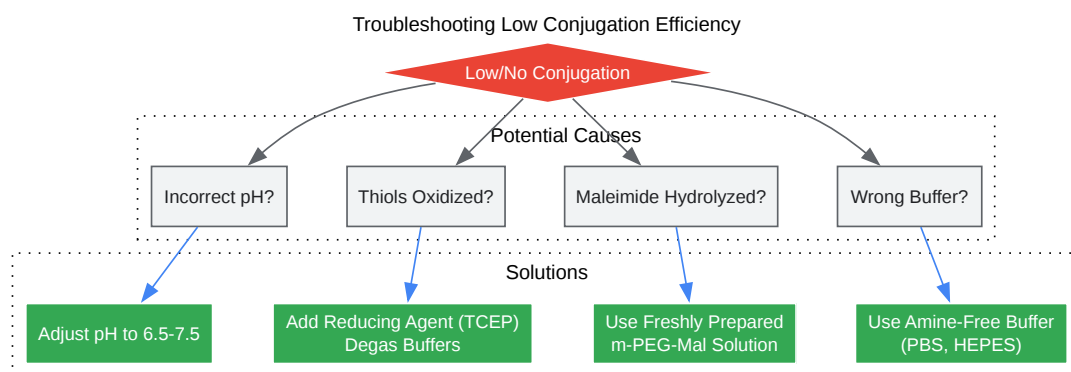 Troubleshooting Low Conjugation Efficiency
Low/No Conjugation
Potential Causes
Incorrect pH?
Thiols Oxidized?
Maleimide Hydrolyzed?
Wrong Buffer?
Solutions
Adjust pH to 6.5-7.5
Add Reducing Agent (TCEP)
Degas Buffers
Use Freshly Prepared
m-PEG-Mal Solution
Use Amine-Free Buffer
(PBS, HEPES)